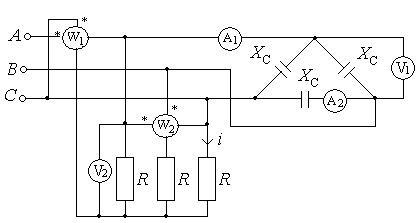 * A * W1 A1 XC XC V1
B XC
C A2
* * W2 i
V2 R R R